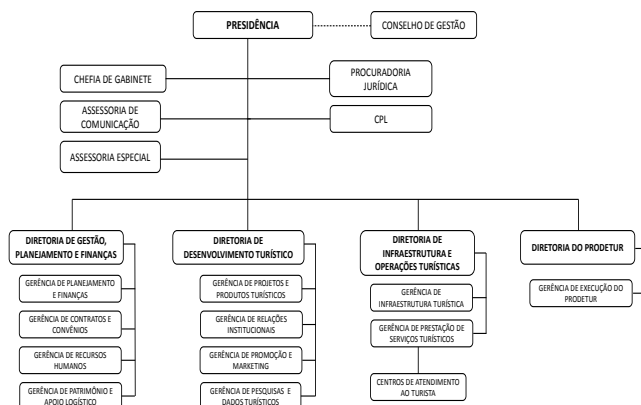 PRESIDÊNCIA
CONSELHO DE GESTÃO
CHEFIA DE GABINETE
PROCURADORIA
JURÍDICA
ASSESSORIA DE
COMUNICAÇÃO
CPL
ASSESSORIA ESPECIAL
DIRETORIA DE GESTÃO,
PLANEJAMENTO E FINANÇAS
GERÊNCIA DE PLANEJAMENTO
E FINANÇAS
GERÊNCIA DE CONTRATOS E
CONVÊNIOS
GERÊNCIA DE RECURSOS
HUMANOS
GERÊNCIA DE PATRIMÔNIO E
APOIO LOGÍSTICO
DIRETORIA DE
DESENVOLVIMENTO TURÍSTICO
GERÊNCIA DE PROJETOS E
PRODUTOS TURÍSTICOS
GERÊNCIA DE RELAÇÕES
INSTITUCIONAIS
GERÊNCIA DE PROMOÇÃO E
MARKETING
GERÊNCIA DE PESQUISAS E
DADOS TURÍSTICOS
DIRETORIA DE
INFRAESTRUTURA E
OPERAÇÕES TURÍSTICAS
GERÊNCIA DE
INFRAESTRUTURA TURÍSTICA
GERÊNCIA DE PRESTAÇÃO DE
SERVIÇOS TURÍSTICOS
CENTROS DE ATENDIMENTO
AO TURISTA
DIRETORIA DO PRODETUR
GERÊNCIA DE EXECUÇÃO DO
PRODETUR